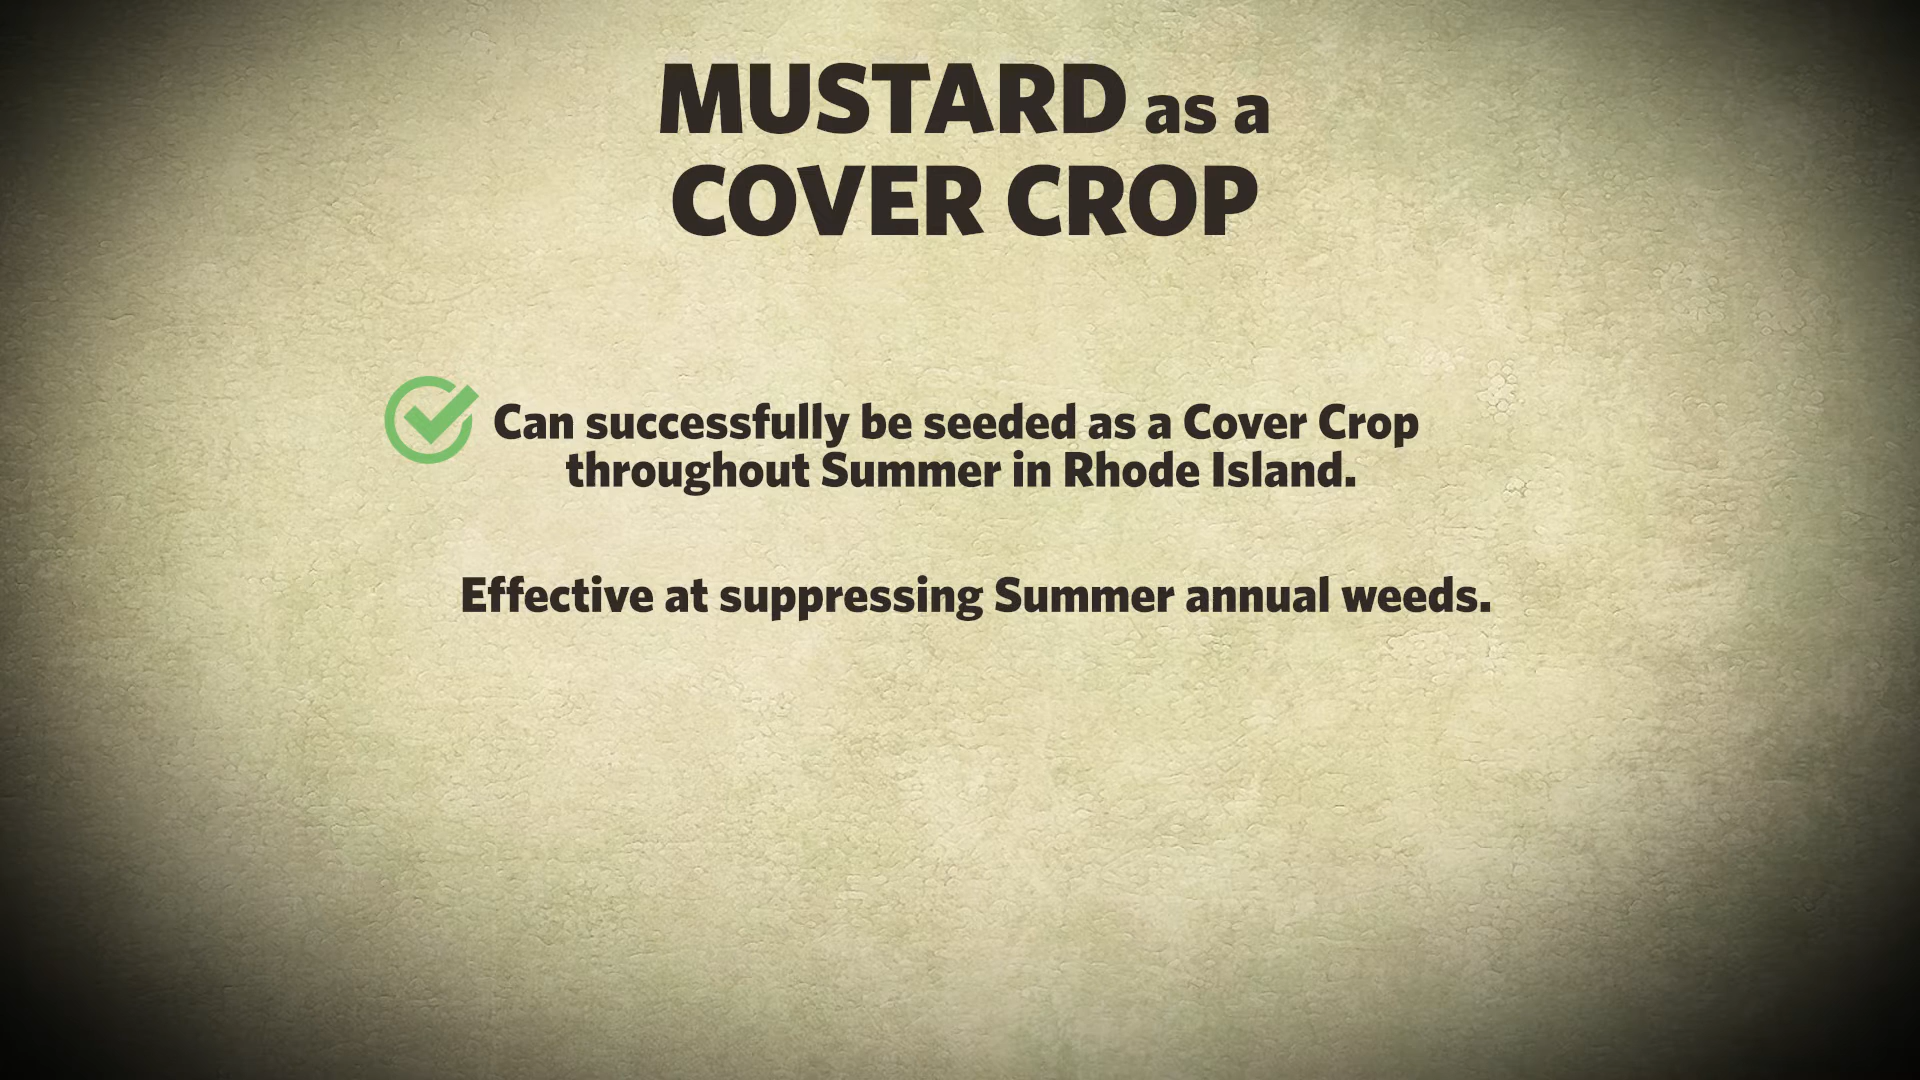 MUSTARD as a
COVER CROP
Can successfully be seeded as a Cover Crop
throughout Summer in Rhode Island.
Effective at suppressing Summer annual weeds.